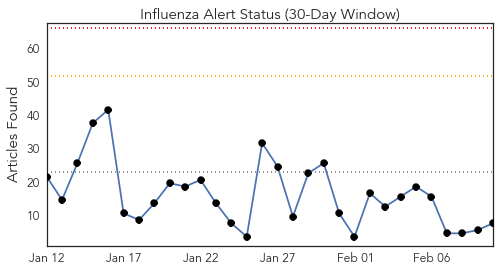 Influenza Alert Status (30-Day Window)
Articles Found
60
50
40
30
20
10
Jan 12 Jan 17 Jan 22 Jan 27 Feb 01 Feb 06